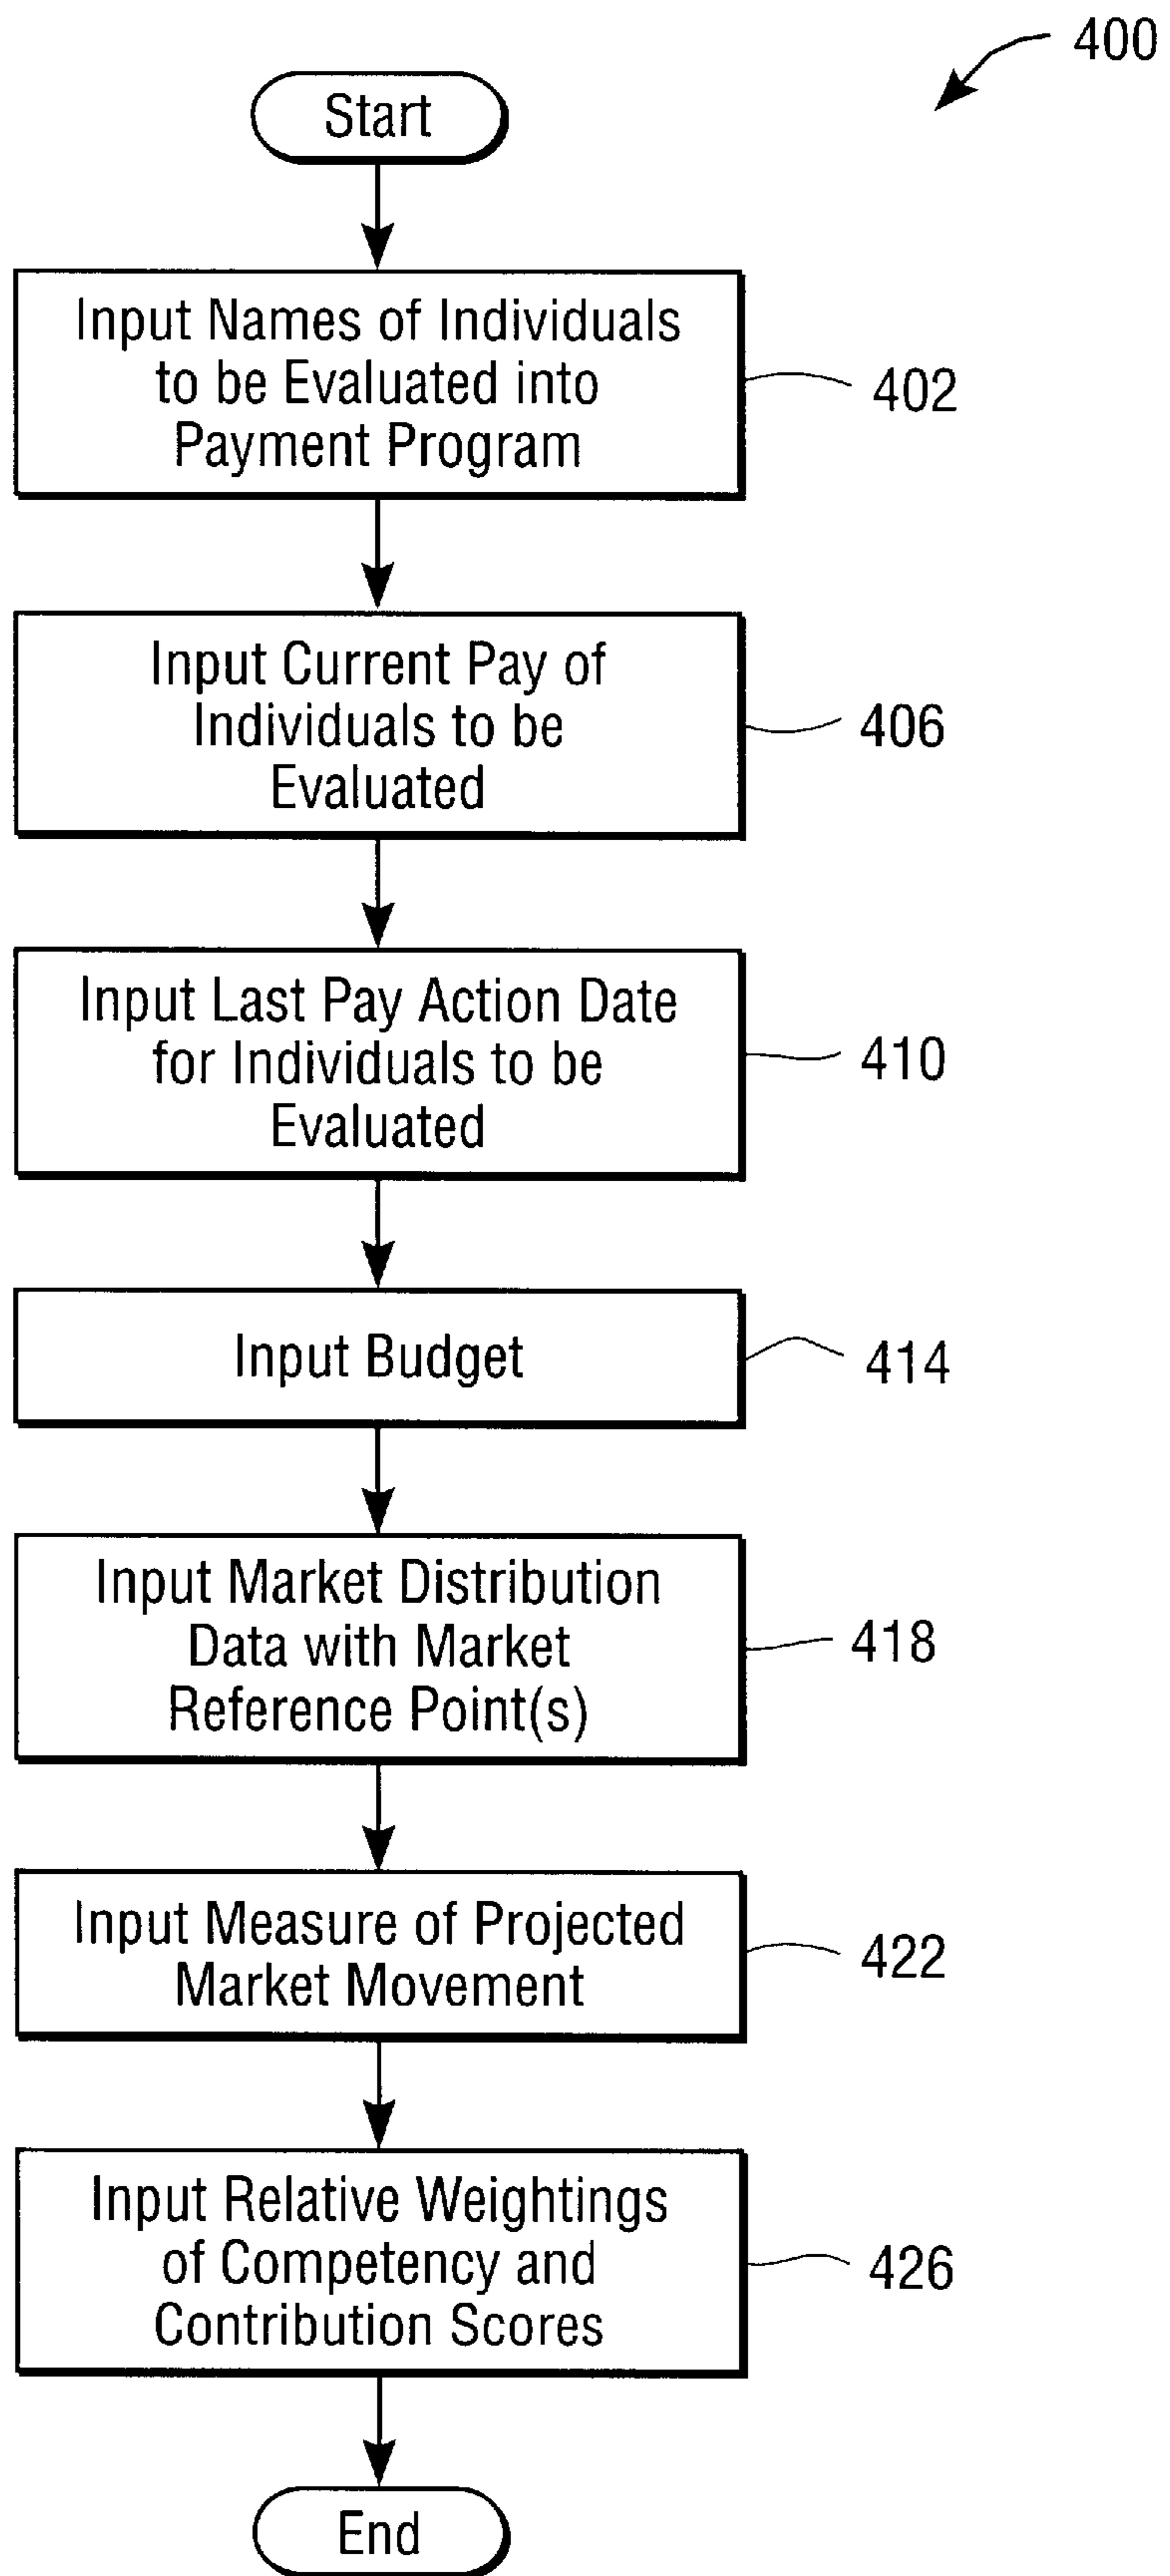 400
Start
Input Names of Individuals
to be Evaluated into
Payment Program
402
Input Current Pay of
Individuals to be
Evaluated
406
Input Last Pay Action Date
for Individuals to be
Evaluated
410
Input Budget
414
Input Market Distribution
Data with Market
Reference Point(s)
418
Input Measure of Projected
Market Movement
422
Input Relative Weightings
of Competency and
Contribution Scores
426
End